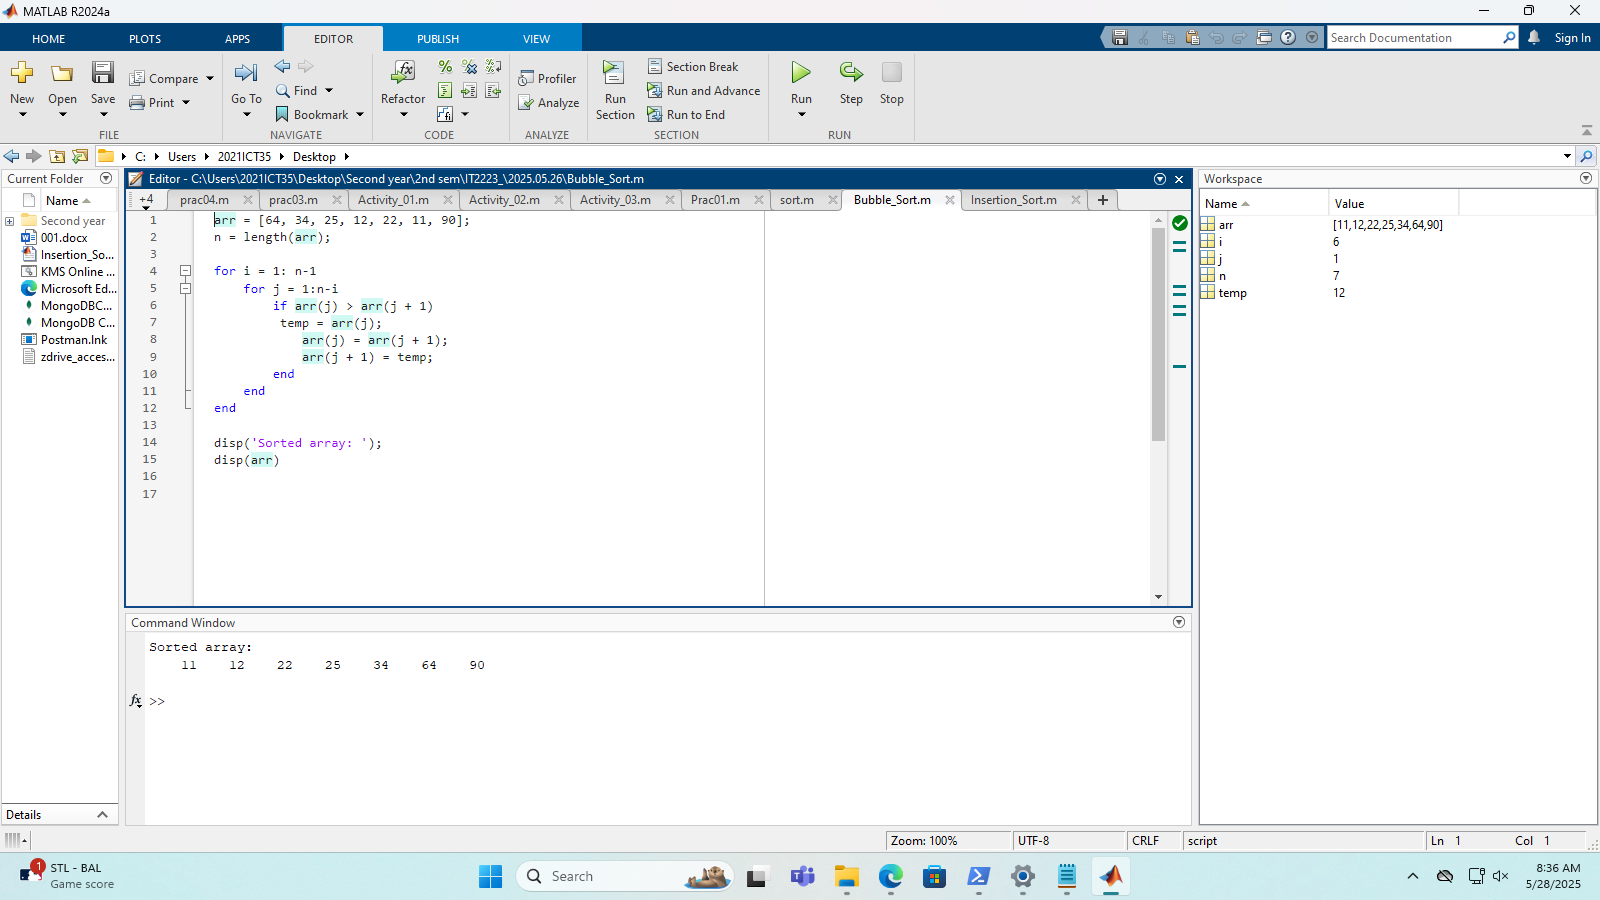 MATLAB R2024a
HOME PLOTS APPS EDITOR PUBLISH VIEW
Search Documentation
Sign In
New
Open
Save
Compare
Print
FILE
Go To
Find
Bookmark
NAVIGATE
Refactor
CODE
Profiler
Analyze
ANALYZE
Run Section
Section Break
Run and Advance
Run to End
SECTION
Run
Step
Stop
RUN
C: Users 2021ICT35 Desktop
Current Folder
Name
Second year
001.docx
Insertion_So...
KMS Online ...
Microsoft Ed...
MongoDBC...
MongoDB C...
Postman.lnk
zdrive_acces...
Details
Editor - C:\Users\2021ICT35\Desktop\Second year\2nd sem\IT2223_\2025.05.26\Bubble_Sort.m
+4 prac04.m prac03.m Activity_01.m Activity_02.m Activity_03.m Prac01.m sort.m Bubble_Sort.m Insertion_Sort.m
1 arr = [64, 34, 25, 12, 22, 11, 90];
2 n = length(arr);
3
4 for i = 1: n-1
5 for j = 1:n-i
6 if arr(j) > arr(j + 1)
7 temp = arr(j);
8 arr(j) = arr(j + 1);
9 arr(j + 1) = temp;
10 end
11 end
12 end
13
14 disp('Sorted array: ');
15 disp(arr)
16
17
Command Window
Sorted array:
11 12 22 25 34 64 90
fx >>
Workspace
Name Value
arr [11,12,22,25,34,64,90]
i 6
j 1
n 7
temp 12
Zoom: 100% UTF-8 CRLF script Ln 1 Col 1
1
STL - BAL
Game score
Search
8:36 AM
5/28/2025